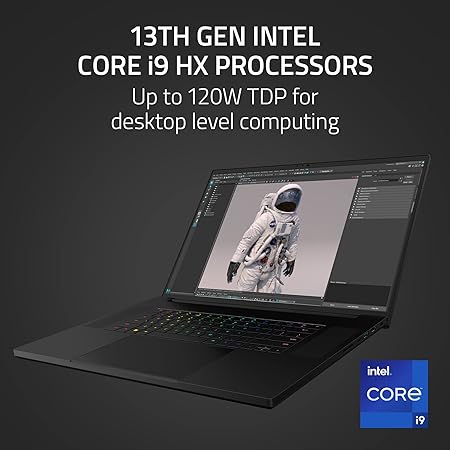 13TH GEN INTEL
CORE i9 HX PROCESSORS
Up to 120W TDP for
desktop level computing
intel
CORE
i9